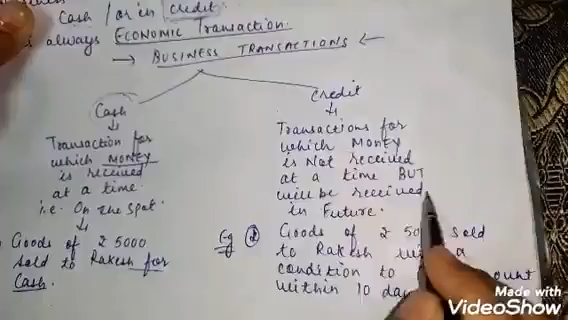 Cash / or in credit.
is always ECONOMIC Transaction.
→ BUSINESS TRANSACTIONS ←
Cash
Transaction for
which MONEY
is received
at a time.
i.e. On the spot.
Goods of ₹ 5000
sold to Rakesh for
Cash.
Credit
Transactions for
which MONEY
is Not received
at a time BUT
will be received
in Future.
Eg Goods of ₹ sold
to Rakesh with a
condition to
within 10
Made with
VideoShow